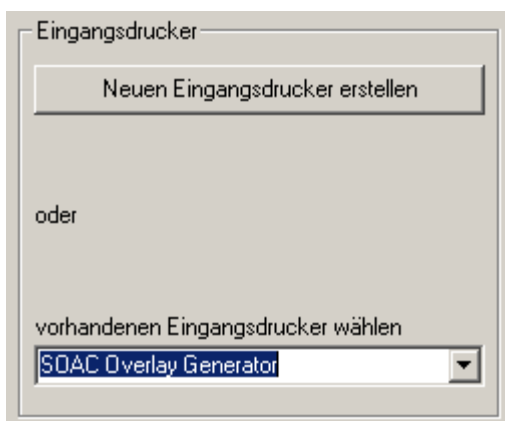 Eingangsdrucker
Neuen Eingangsdrucker erstellen
oder
vorhandenen Eingangsdrucker wählen
SOAC Overlay Generator